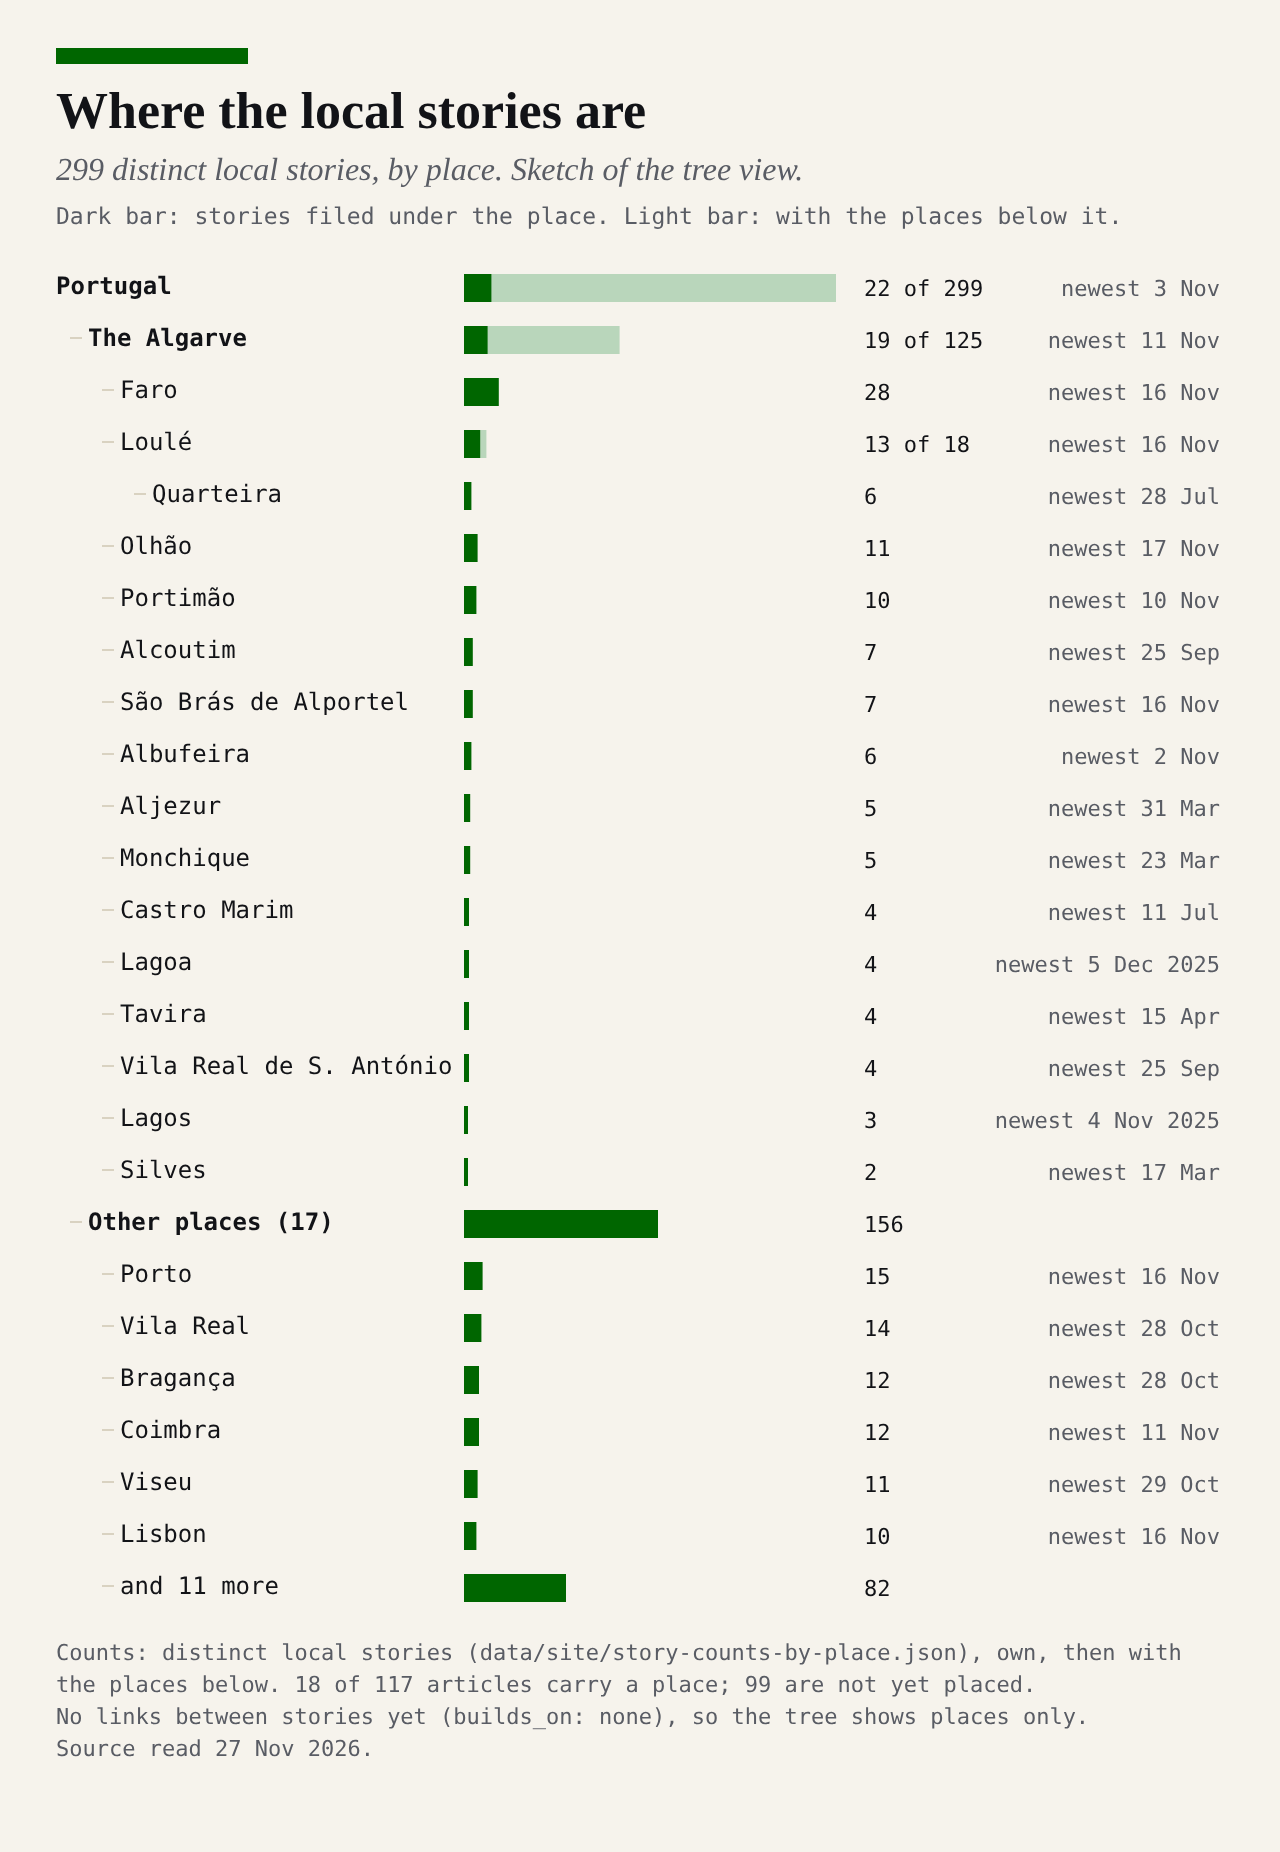 Where the local stories are
299 distinct local stories, by place. Sketch of the tree view.
Dark bar: stories filed under the place. Light bar: with the places below it.
Portugal 22 of 299 newest 3 Nov
The Algarve 19 of 125 newest 11 Nov
Faro 28 newest 16 Nov
Loulé 13 of 18 newest 16 Nov
Quarteira 6 newest 28 Jul
Olhão 11 newest 17 Nov
Portimão 10 newest 10 Nov
Alcoutim 7 newest 25 Sep
São Brás de Alportel 7 newest 16 Nov
Albufeira 6 newest 2 Nov
Aljezur 5 newest 31 Mar
Monchique 5 newest 23 Mar
Castro Marim 4 newest 11 Jul
Lagoa 4 newest 5 Dec 2025
Tavira 4 newest 15 Apr
Vila Real de S. António 4 newest 25 Sep
Lagos 3 newest 4 Nov 2025
Silves 2 newest 17 Mar
Other places (17) 156
Porto 15 newest 16 Nov
Vila Real 14 newest 28 Oct
Bragança 12 newest 28 Oct
Coimbra 12 newest 11 Nov
Viseu 11 newest 29 Oct
Lisbon 10 newest 16 Nov
and 11 more 82
Counts: distinct local stories (data/site/story-counts-by-place.json), own, then with
the places below. 18 of 117 articles carry a place; 99 are not yet placed.
No links between stories yet (builds_on: none), so the tree shows places only.
Source read 27 Nov 2026.